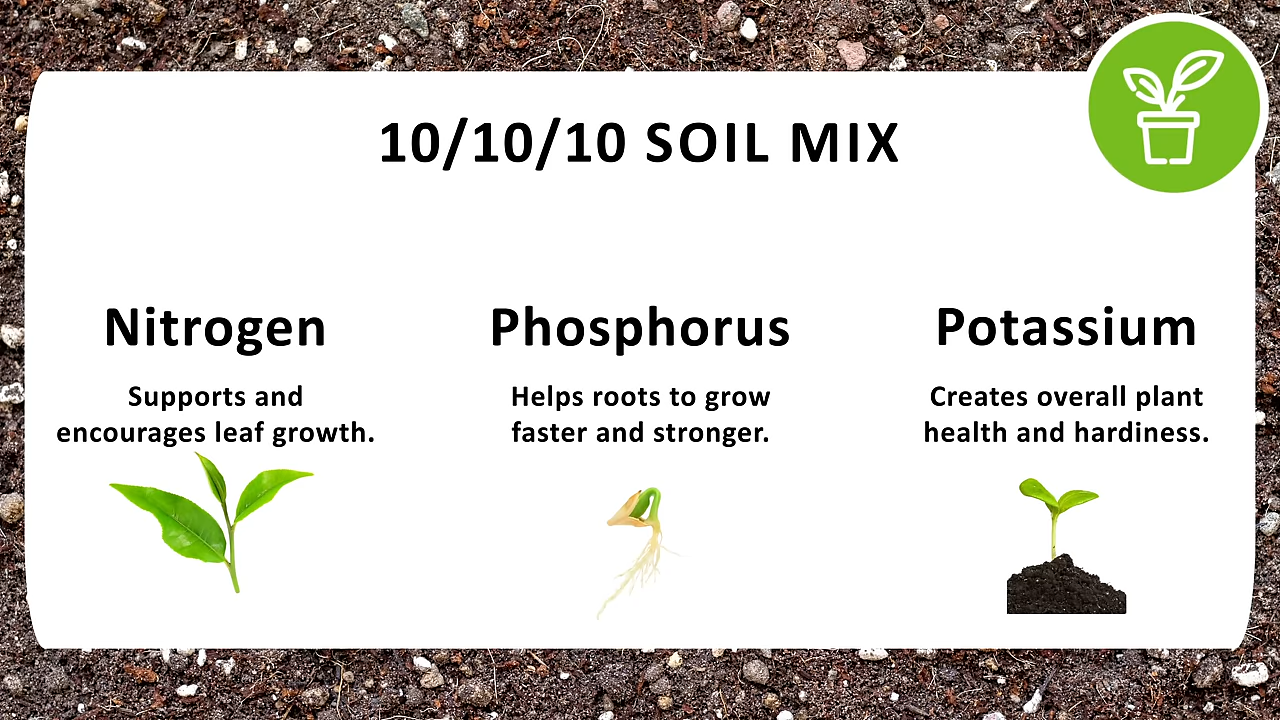 10/10/10 SOIL MIX
Nitrogen
Supports and
encourages leaf growth.
Phosphorus
Helps roots to grow
faster and stronger.
Potassium
Creates overall plant
health and hardiness.